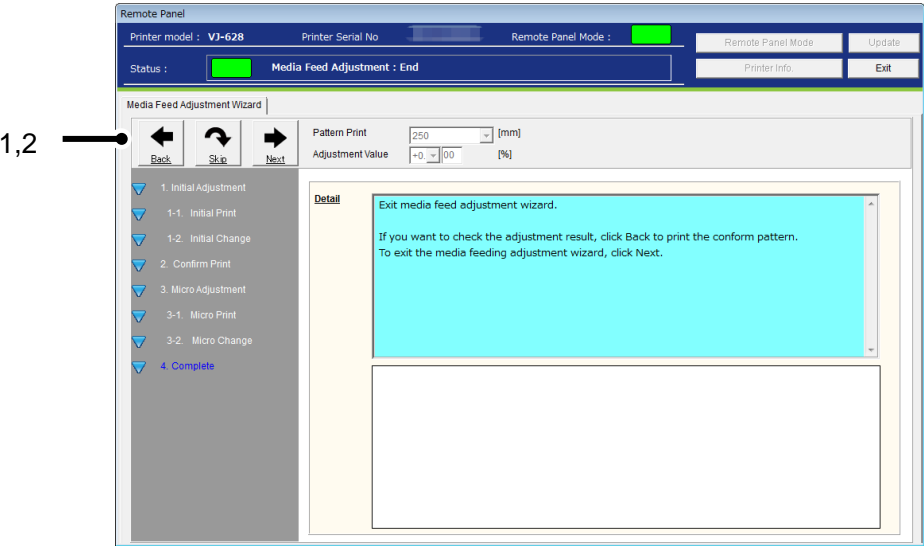 Remote Panel
Printer model : VJ-628 Printer Serial No Remote Panel Mode : Remote Panel Mode Update
Status : Media Feed Adjustment : End Printer Info. Exit
Media Feed Adjustment Wizard
1,2
Back Skip Next
Pattern Print 250 [mm]
Adjustment Value +0. 00 [%]
1. Initial Adjustment
1-1. Initial Print
1-2. Initial Change
2. Confirm Print
3. Micro Adjustment
3-1. Micro Print
3-2. Micro Change
4. Complete
Detail
Exit media feed adjustment wizard.
If you want to check the adjustment result, click Back to print the conform pattern.
To exit the media feeding adjustment wizard, click Next.